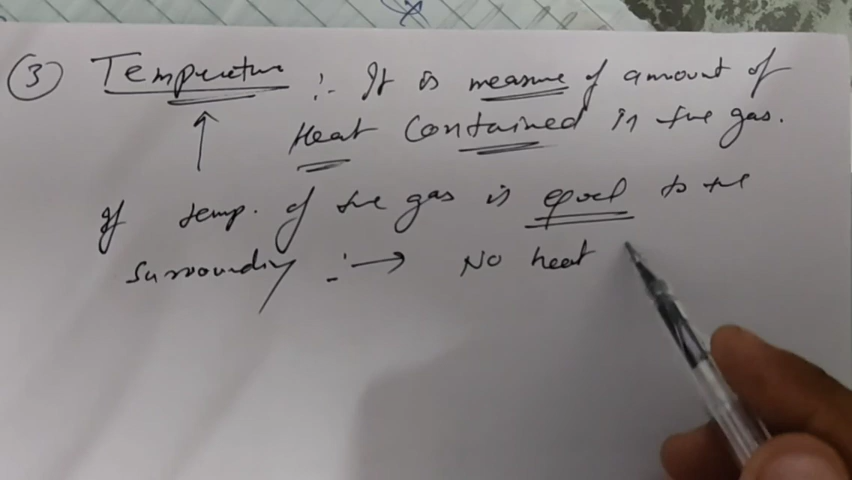 ③ Temperature :- It is measure of amount of
Heat contained in the gas.
If temp. of the gas is equal to the
surrounding :→ No heat